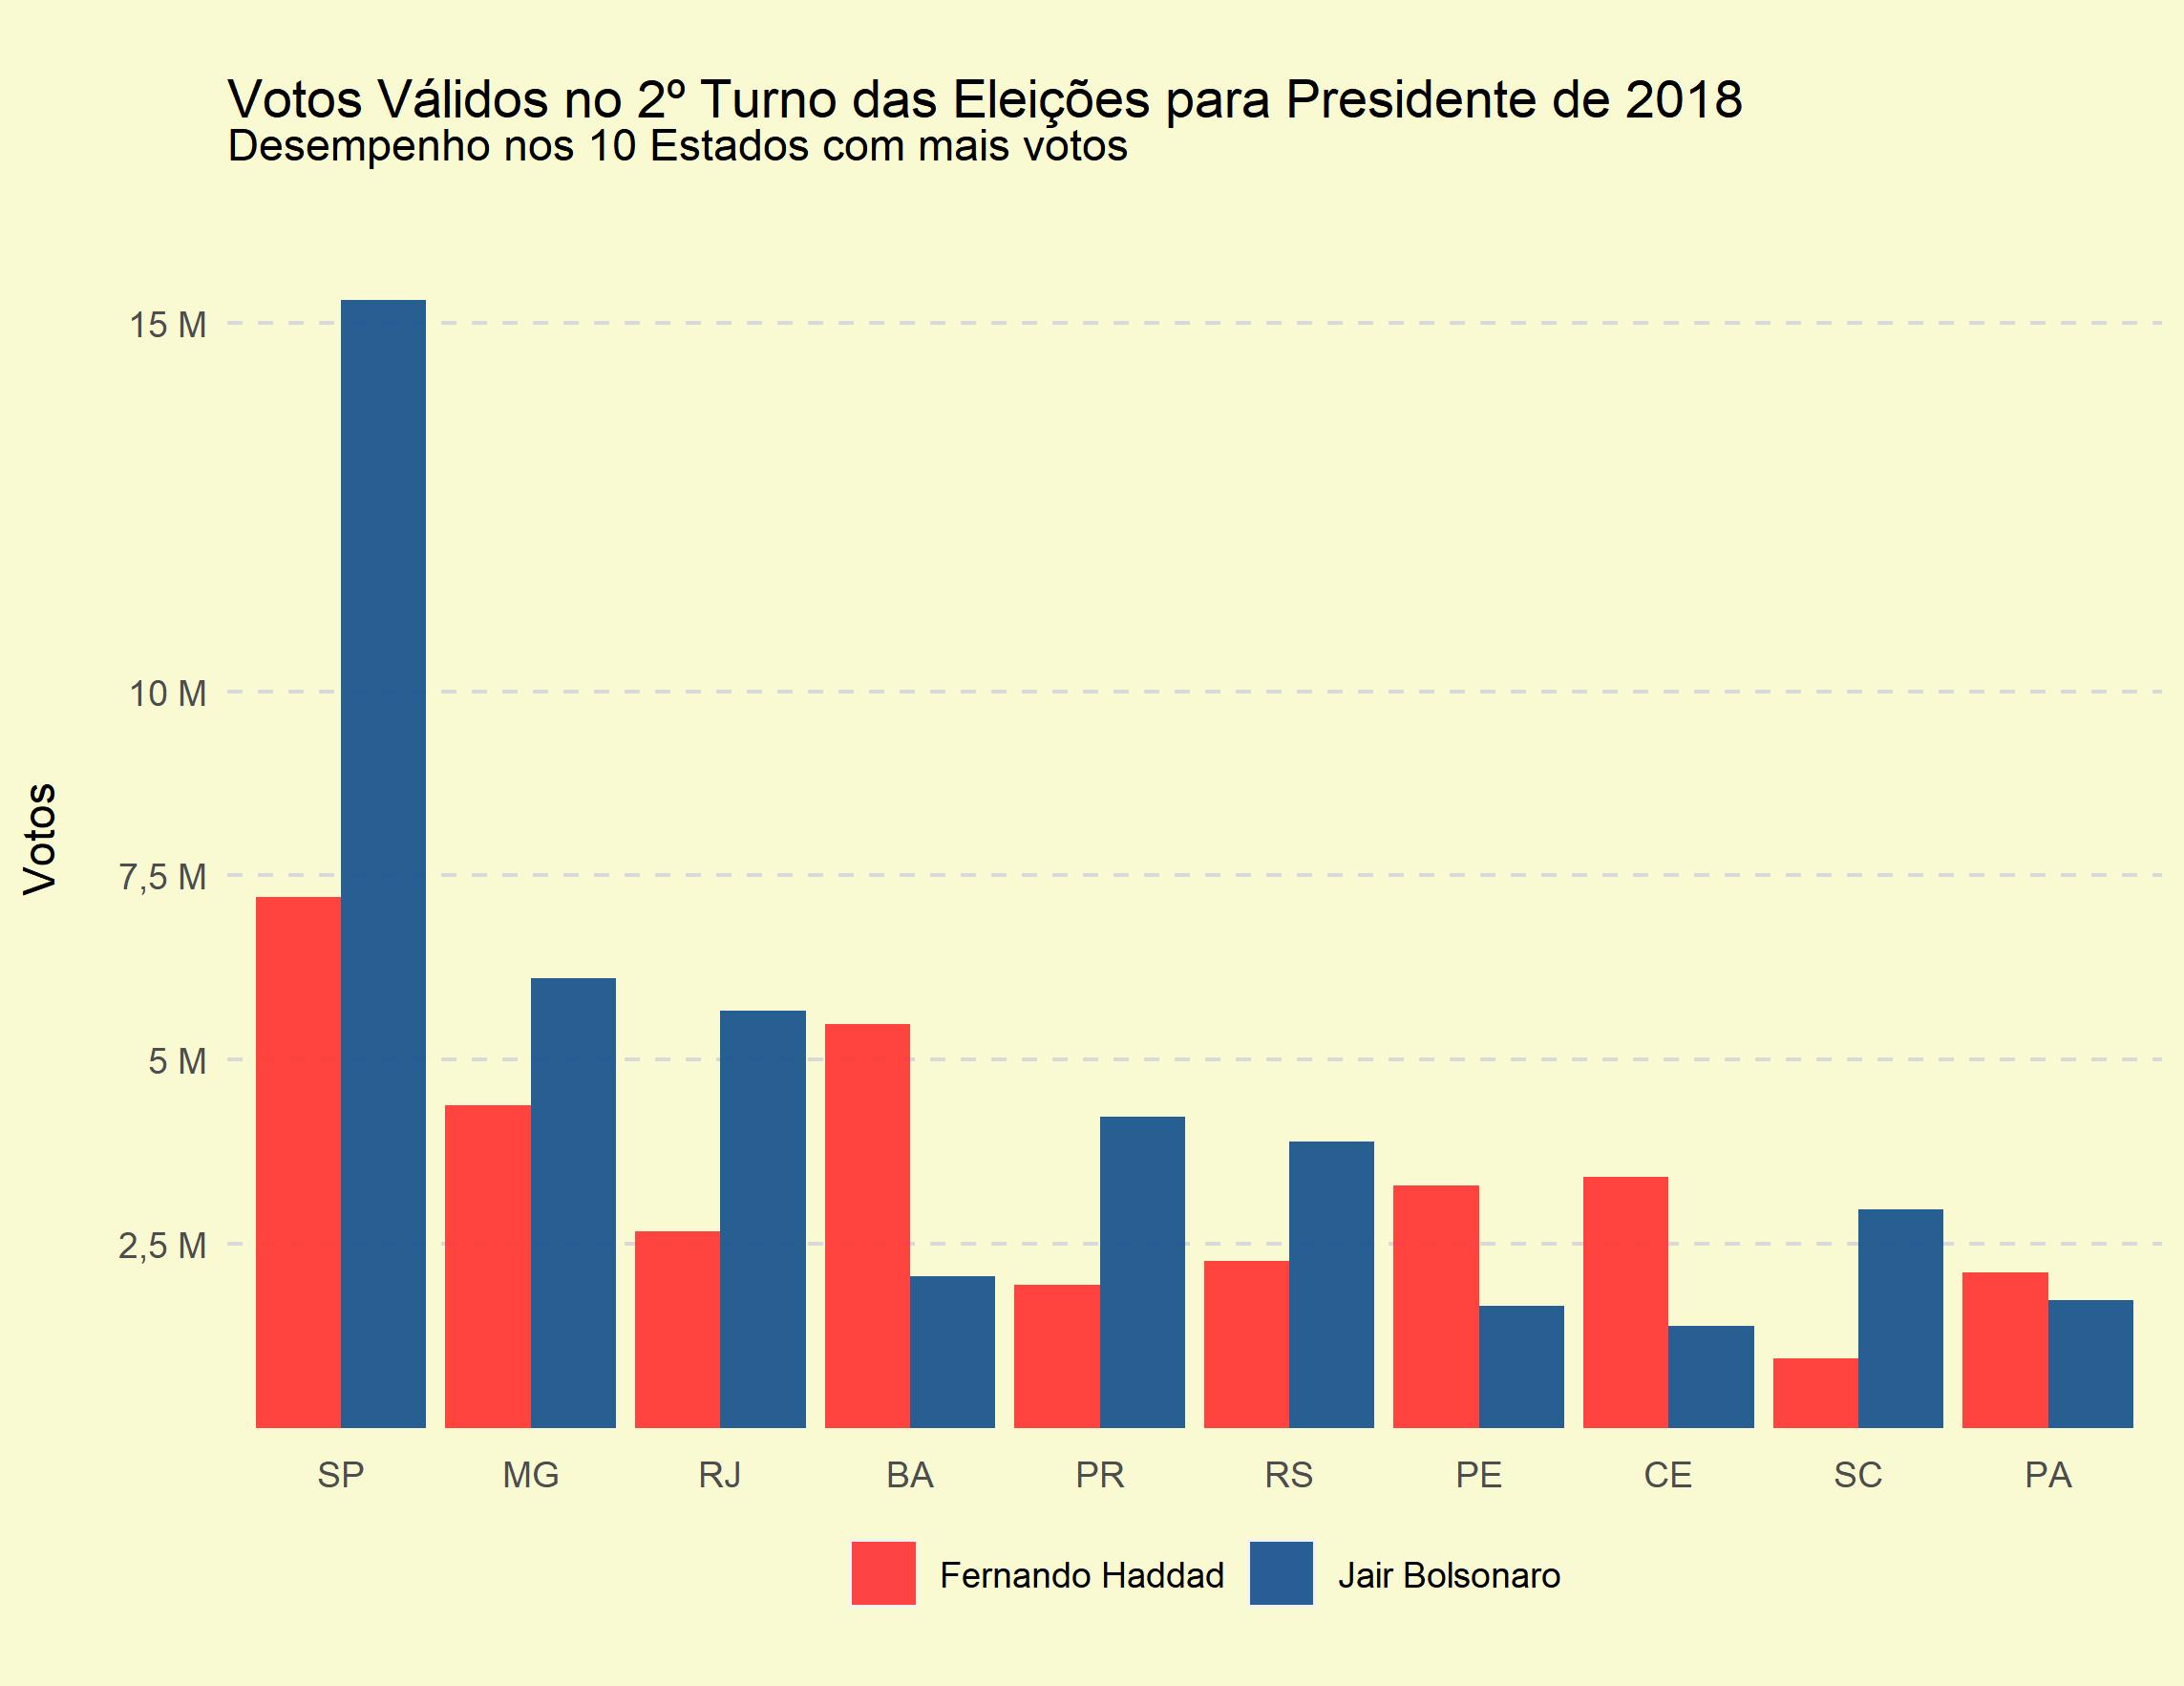 Votos Válidos no 2º Turno das Eleições para Presidente de 2018
Desempenho nos 10 Estados com mais votos
Votos
15 M
10 M
7,5 M
5 M
2,5 M
SP MG RJ BA PR RS PE CE SC PA
Fernando Haddad Jair Bolsonaro